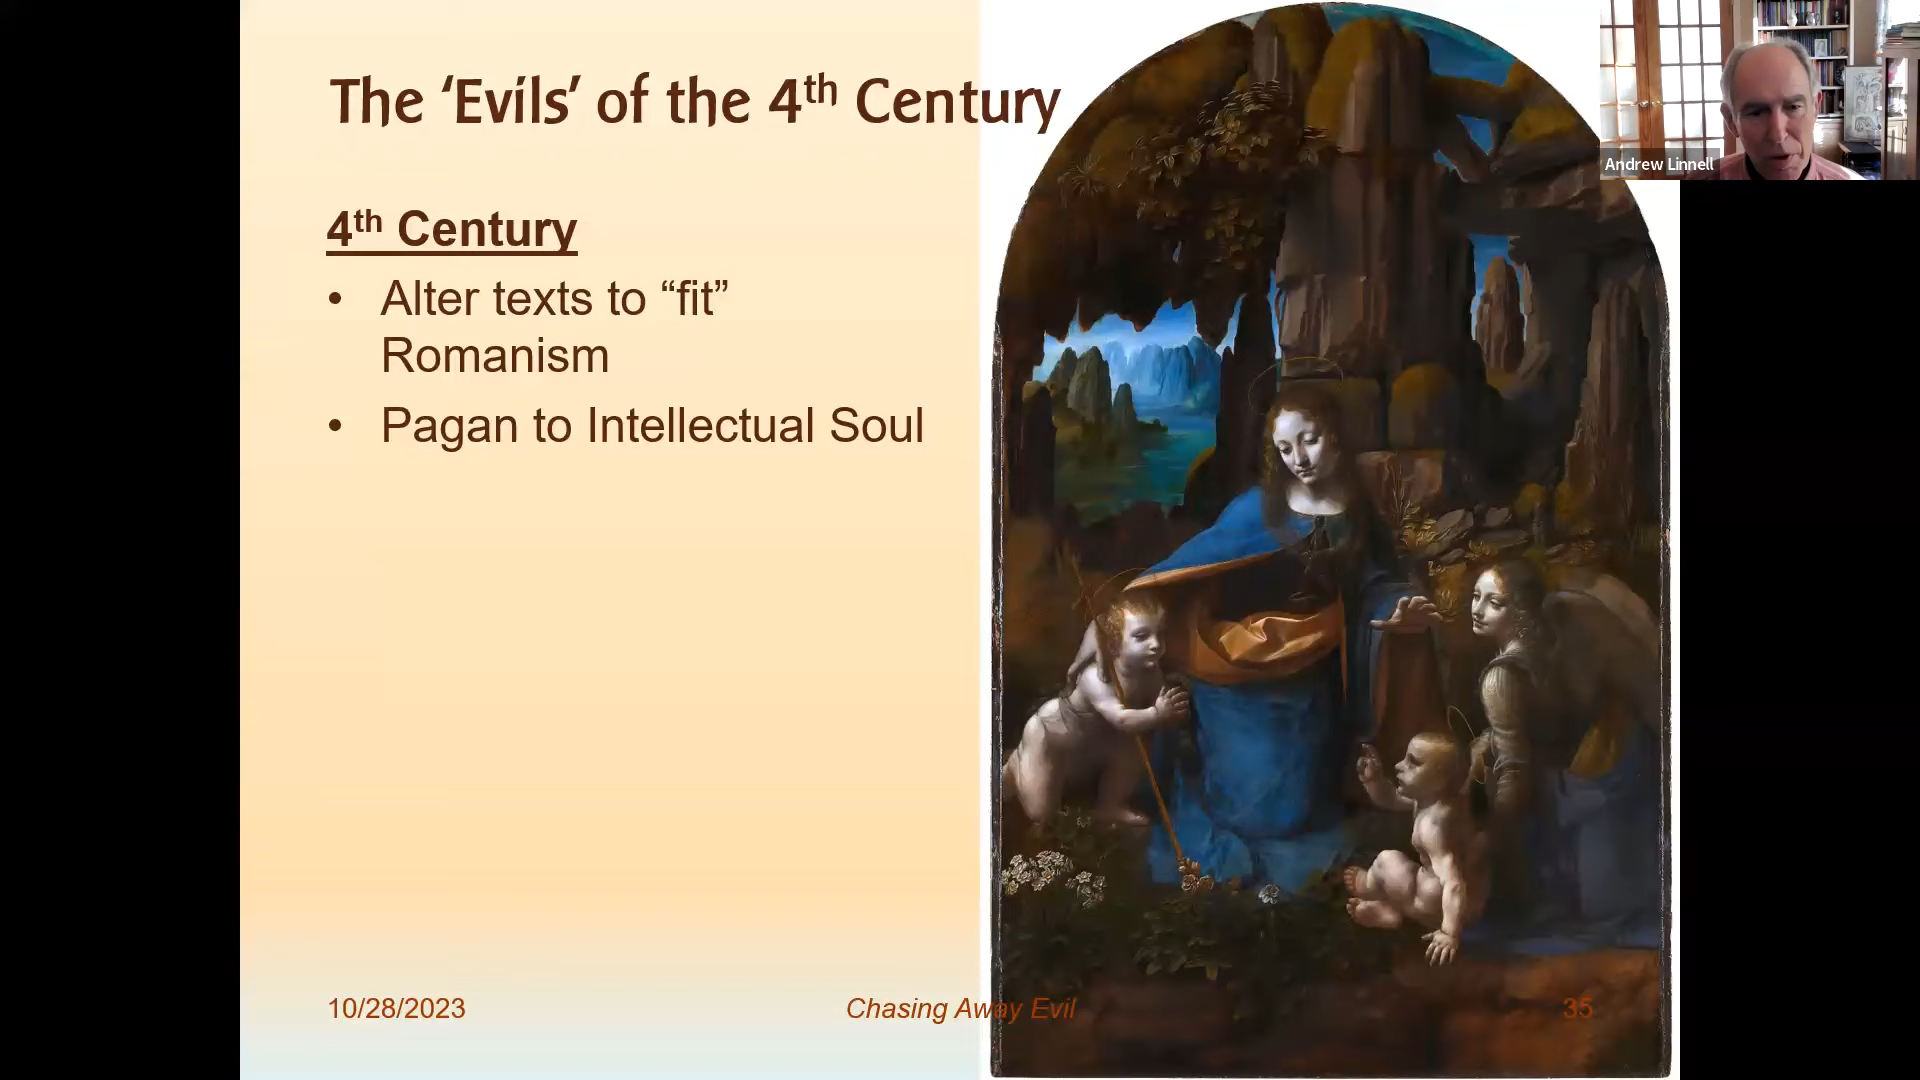 The ‘Evils’ of the 4th Century
Andrew Linnell
4th Century
• Alter texts to “fit”
Romanism
• Pagan to Intellectual Soul
10/28/2023
Chasing Away Evil
35